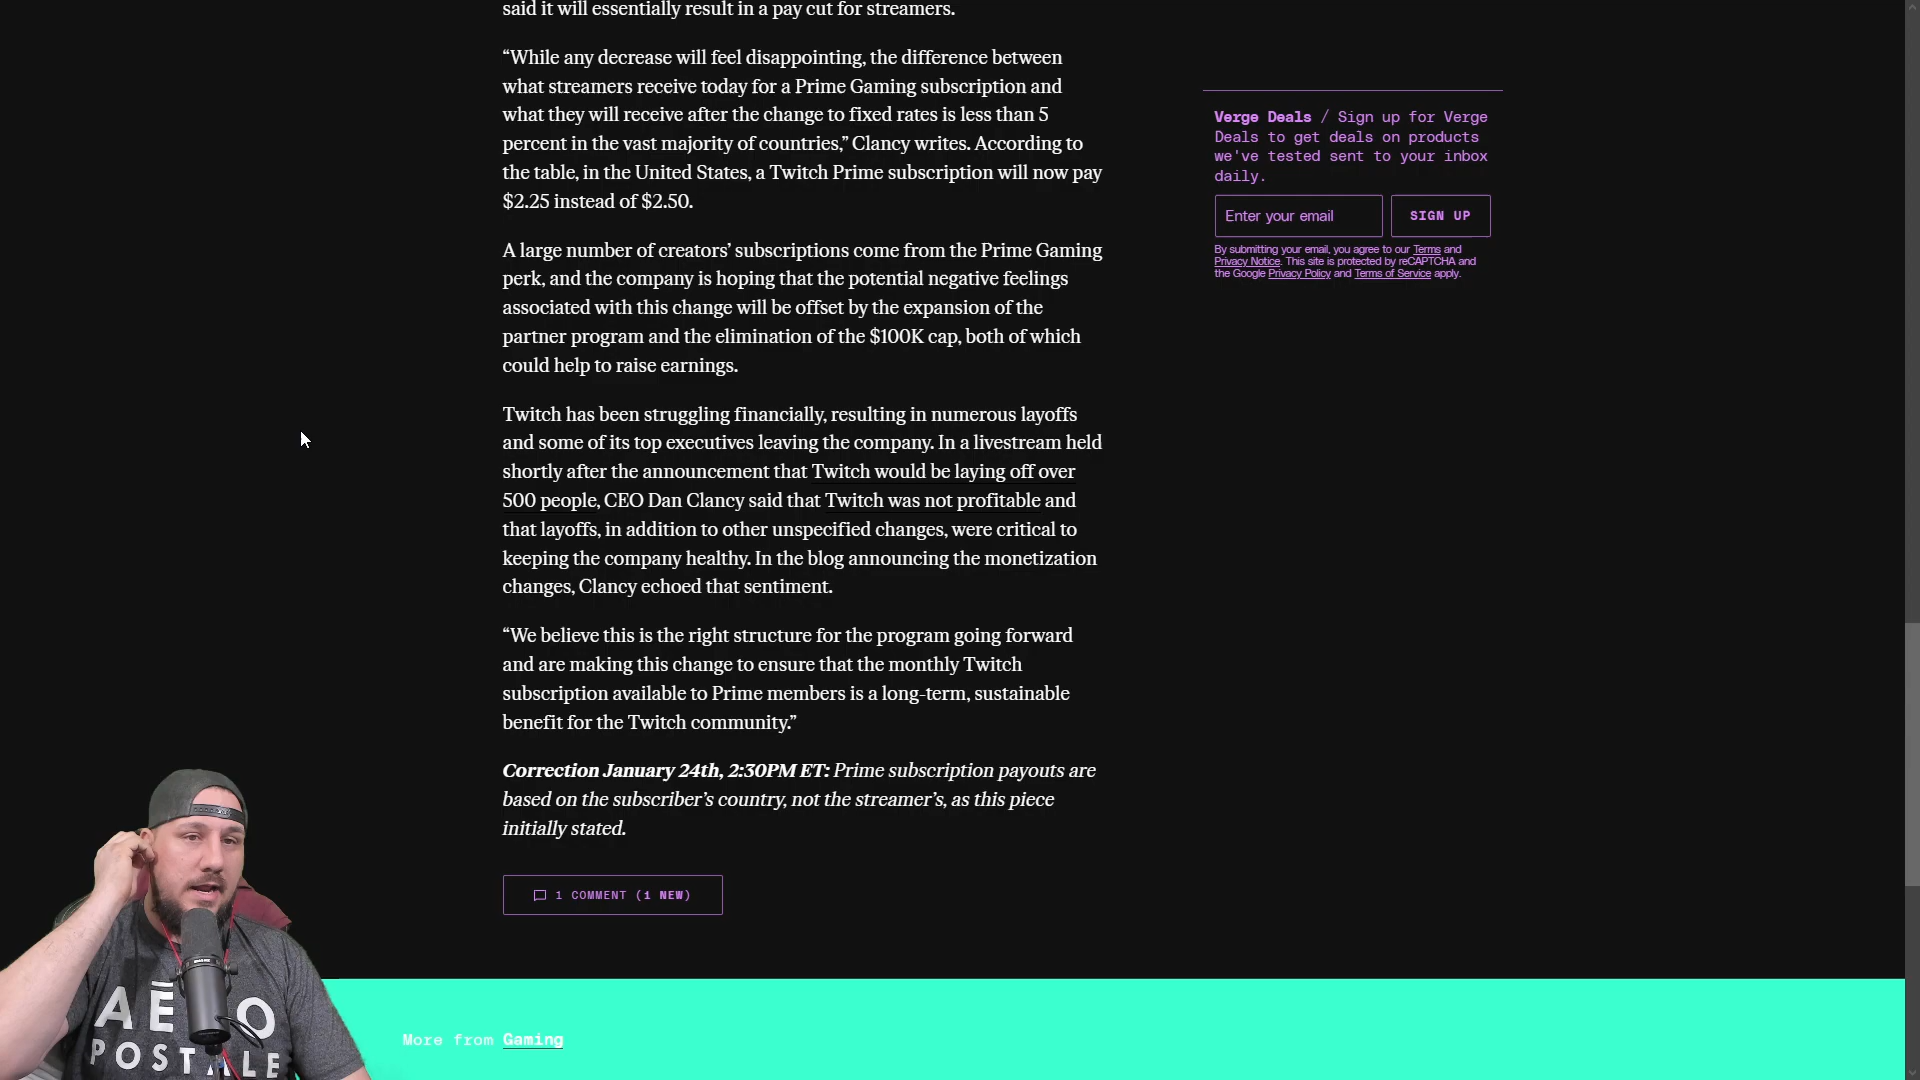 said it will essentially result in a pay cut for streamers.
“While any decrease will feel disappointing, the difference between
what streamers receive today for a Prime Gaming subscription and
what they will receive after the change to fixed rates is less than 5
percent in the vast majority of countries,” Clancy writes. According to
the table, in the United States, a Twitch Prime subscription will now pay
$2.25 instead of $2.50.
A large number of creators’ subscriptions come from the Prime Gaming
perk, and the company is hoping that the potential negative feelings
associated with this change will be offset by the expansion of the
partner program and the elimination of the $100K cap, both of which
could help to raise earnings.
Twitch has been struggling financially, resulting in numerous layoffs
and some of its top executives leaving the company. In a livestream held
shortly after the announcement that Twitch would be laying off over
500 people, CEO Dan Clancy said that Twitch was not profitable and
that layoffs, in addition to other unspecified changes, were critical to
keeping the company healthy. In the blog announcing the monetization
changes, Clancy echoed that sentiment.
“We believe this is the right structure for the program going forward
and are making this change to ensure that the monthly Twitch
subscription available to Prime members is a long-term, sustainable
benefit for the Twitch community.”
Correction January 24th, 2:30PM ET: Prime subscription payouts are
based on the subscriber’s country, not the streamer’s, as this piece
initially stated.
1 COMMENT (1 NEW)
Verge Deals / Sign up for Verge
Deals to get deals on products
we've tested sent to your inbox
daily.
Enter your email
SIGN UP
By submitting your email, you agree to our Terms and
Privacy Notice. This site is protected by reCAPTCHA and
the Google Privacy Policy and Terms of Service apply.
More from Gaming
AĒ O
POSTALE